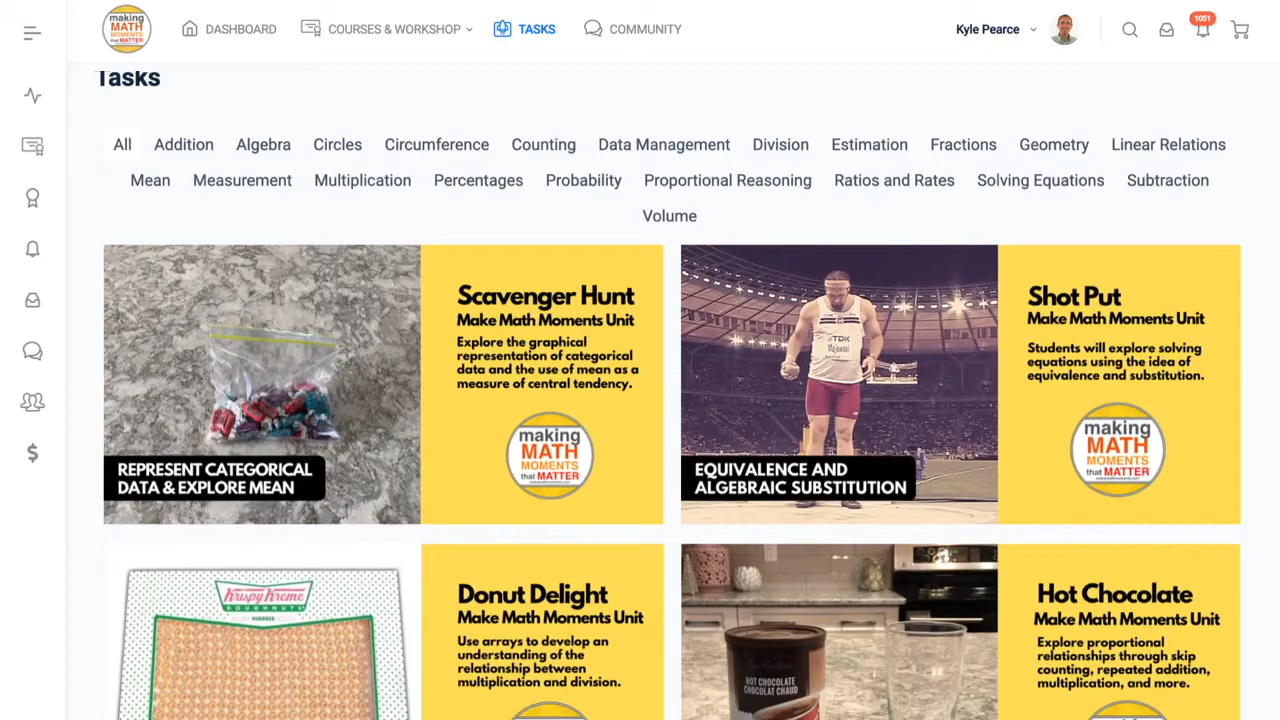 making
MATH
MOMENTS
that MATTER
DASHBOARD
COURSES & WORKSHOP
TASKS
COMMUNITY
Kyle Pearce
1051
Tasks
All Addition Algebra Circles Circumference Counting Data Management Division Estimation Fractions Geometry Linear Relations
Mean Measurement Multiplication Percentages Probability Proportional Reasoning Ratios and Rates Solving Equations Subtraction
Volume
REPRESENT CATEGORICAL
DATA & EXPLORE MEAN
Scavenger Hunt
Make Math Moments Unit
Explore the graphical
representation of categorical
data and the use of mean as a
measure of central tendency.
making
MATH
MOMENTS
that MATTER
TDK
Majewski
EQUIVALENCE AND
ALGEBRAIC SUBSTITUTION
Shot Put
Make Math Moments Unit
Students will explore solving
equations using the idea of
equivalence and substitution.
making
MATH
MOMENTS
that MATTER
Krispy Kreme
DOUGHNUTS
HUNDRED
Donut Delight
Make Math Moments Unit
Use arrays to develop an
understanding of the
relationship between
multiplication and division.
HOT CHOCOLATE
CHOCOLAT CHAUD
Hot Chocolate
Make Math Moments Unit
Explore proportional
relationships through skip
counting, repeated addition,
multiplication, and more.